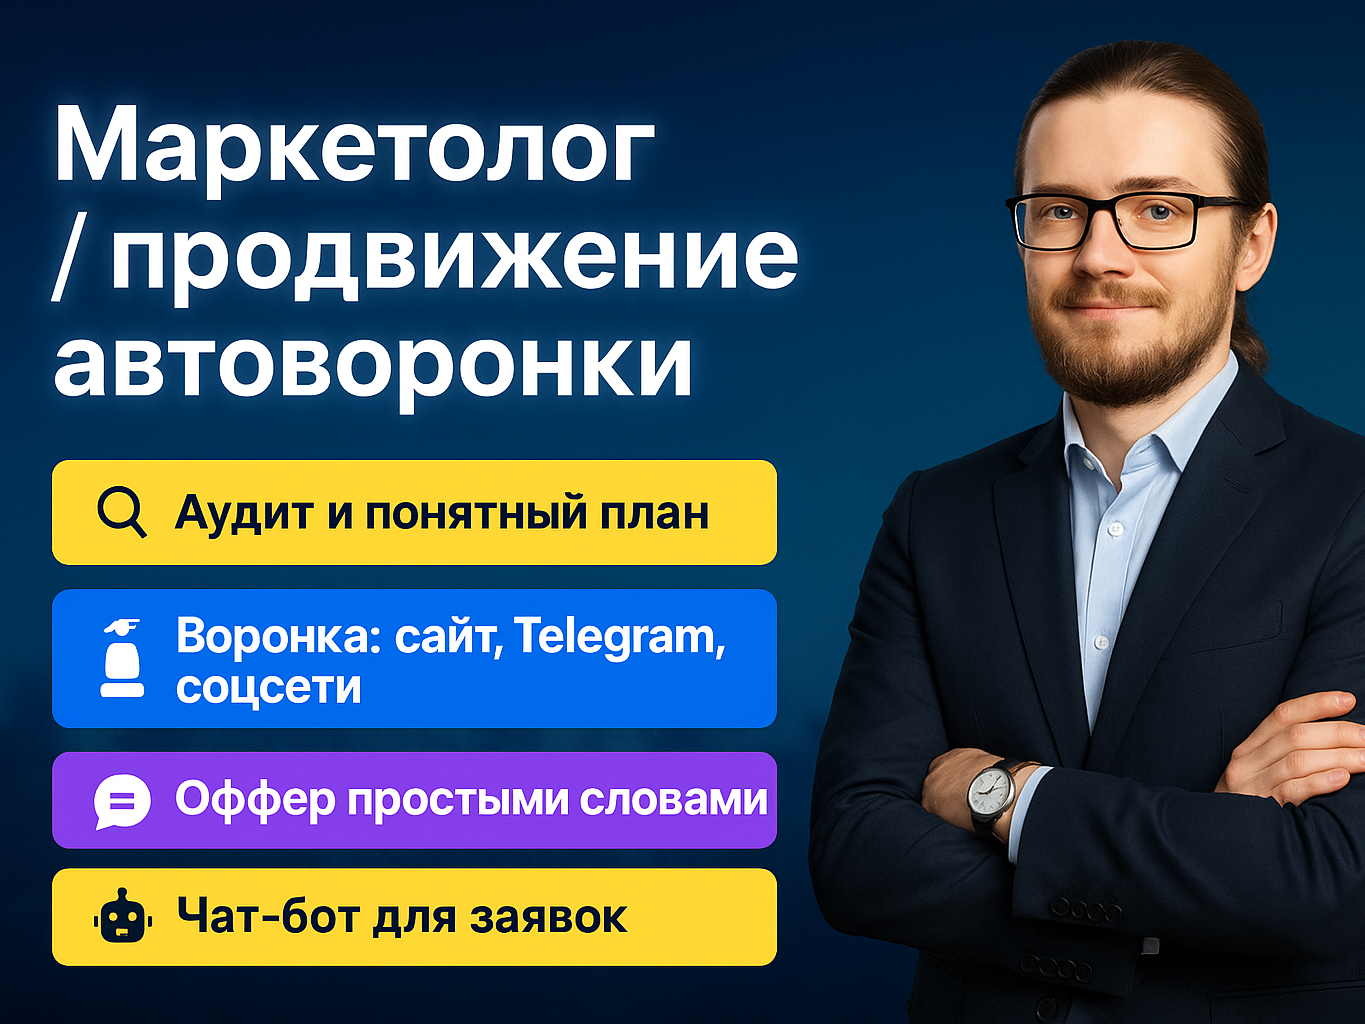 Маркетолог
/ продвижение
автоворонки
Аудит и понятный план
Воронка: сайт, Telegram,
соцсети
Оффер простыми словами
Чат-бот для заявок